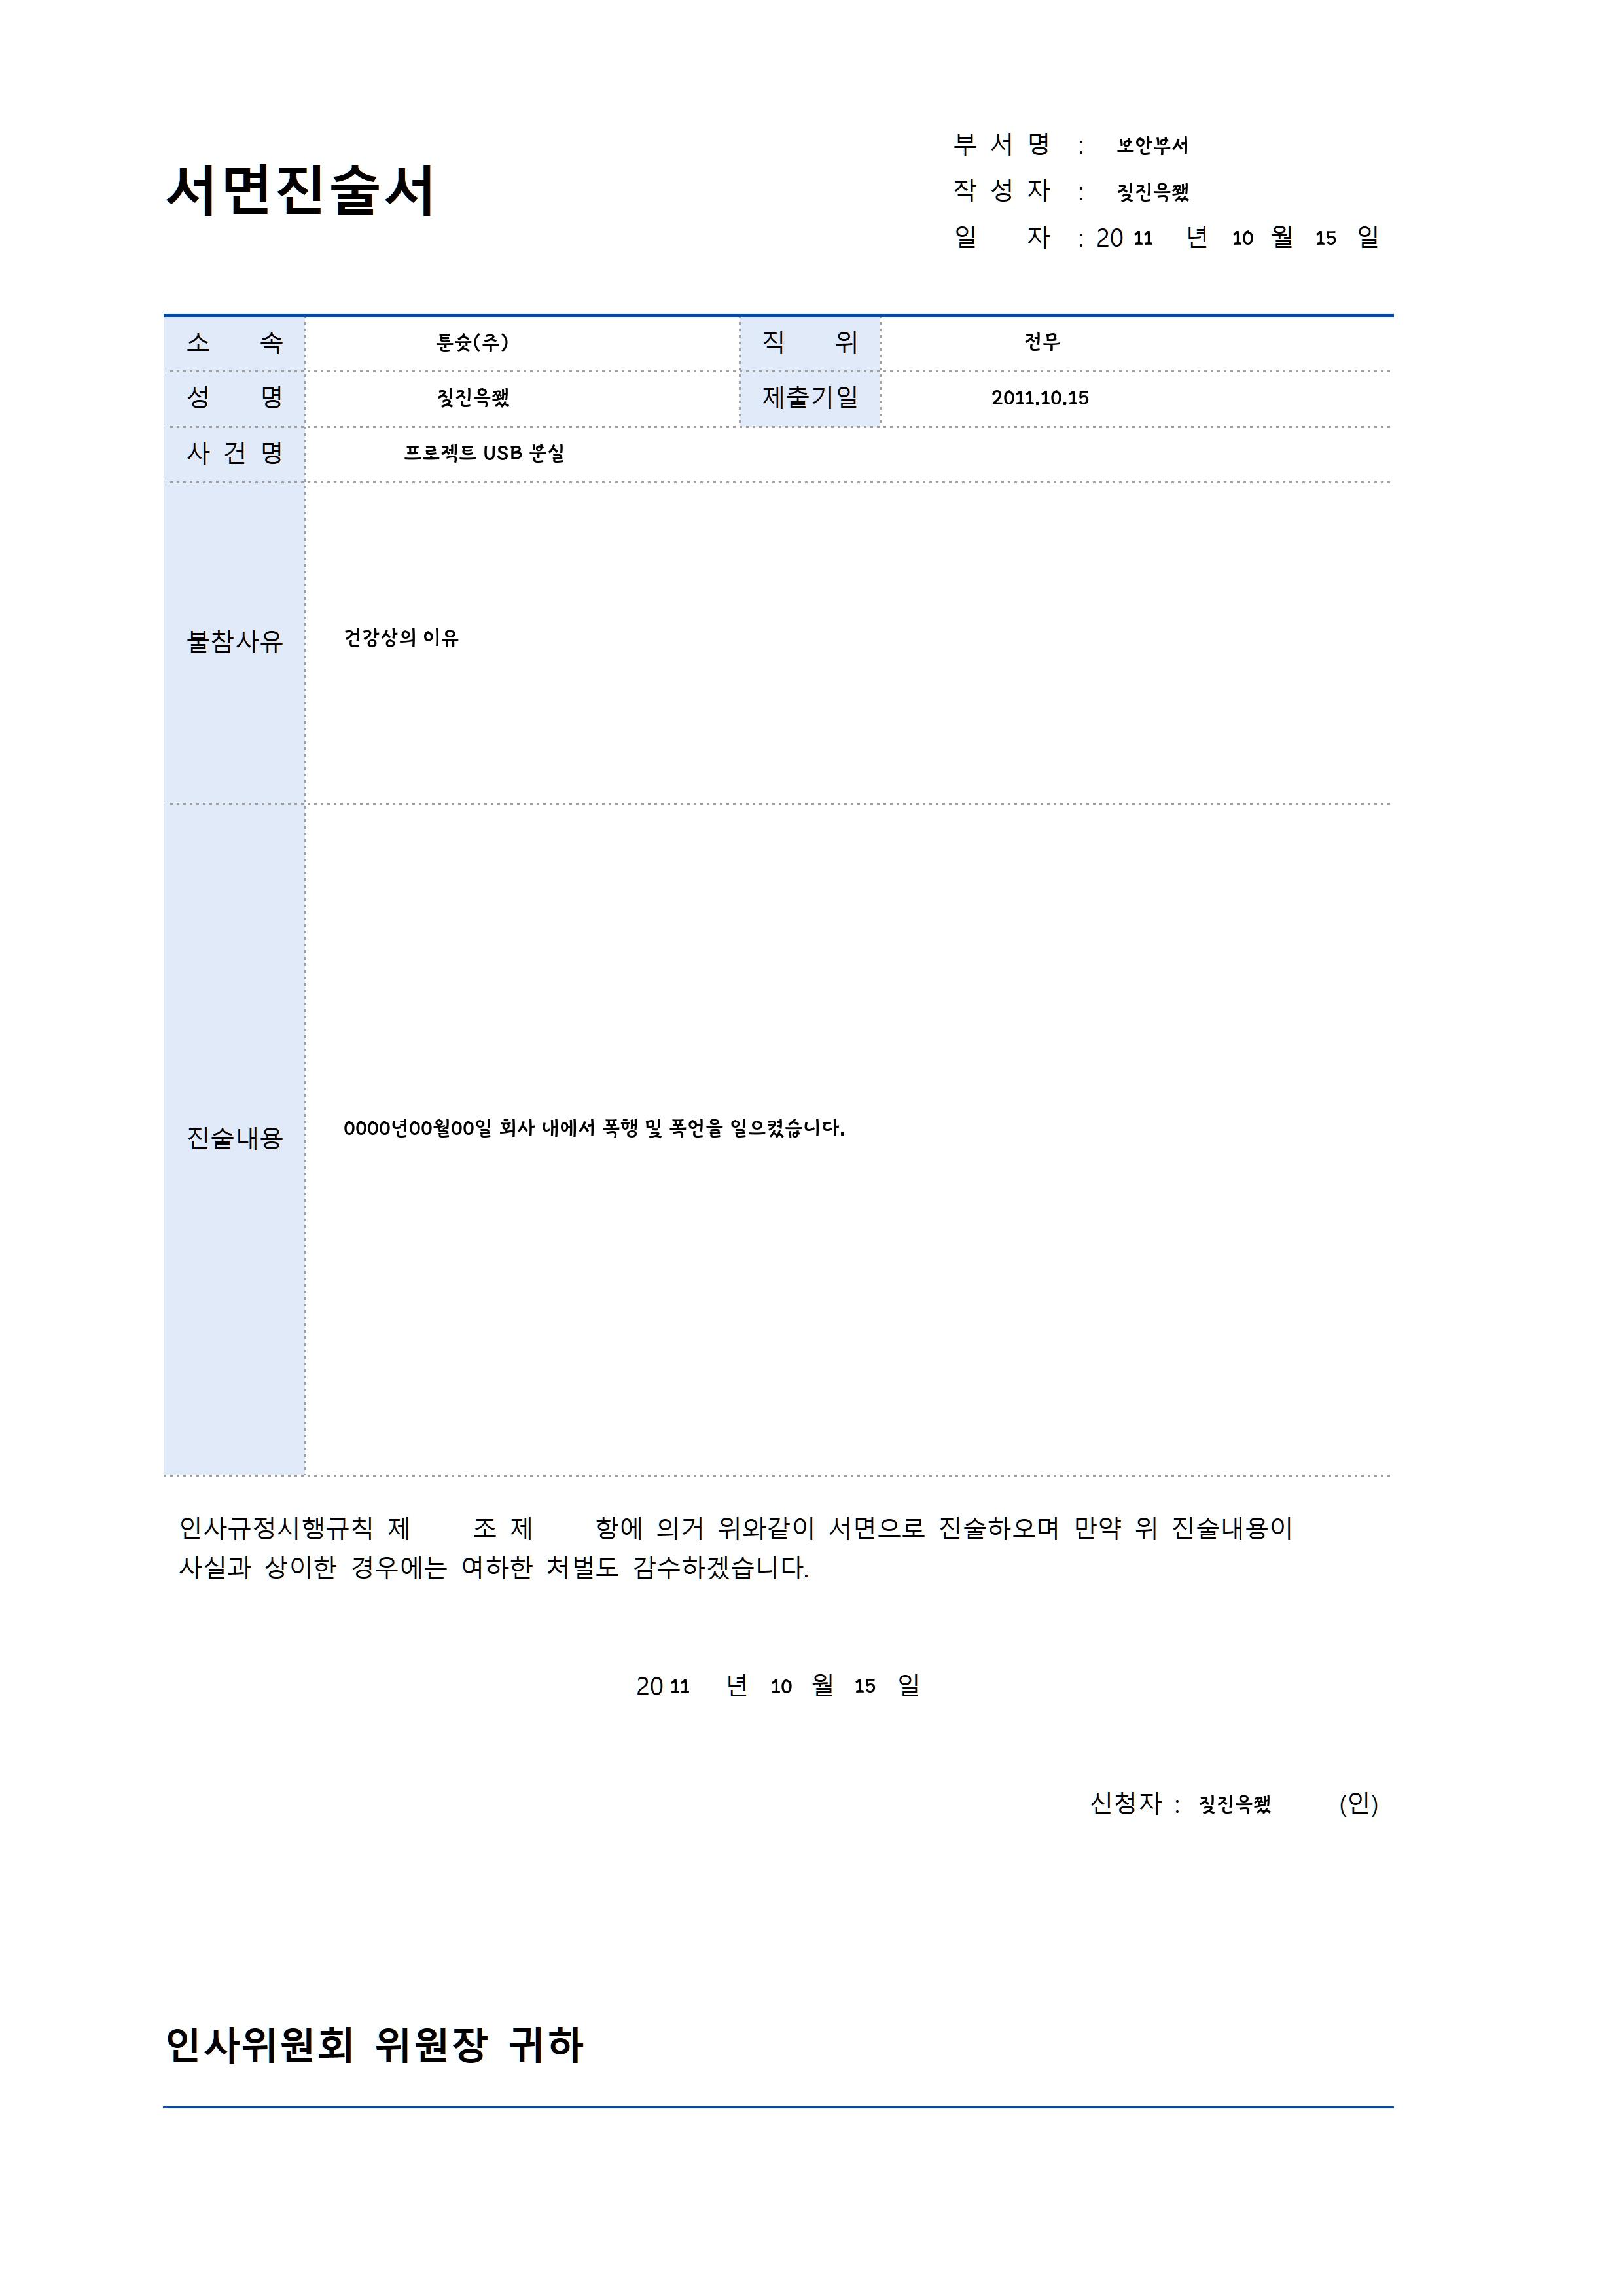 부 서 명 : 보안부서
서면진술서
작 성 자 : 짖진윽쾠
일 자 : 20 11 년 10 월 15 일
소 속 툰슞(주) 직 위 전무
성 명 짖진윽쾠 제출기일 2011.10.15
사 건 명 프로젝트 USB 분실
불참사유 건강상의 이유
진술내용 0000년00월00일 회사 내에서 폭행 및 폭언을 일으켰습니다.
인사규정시행규칙 제 조 제 항에 의거 위와같이 서면으로 진술하오며 만약 위 진술내용이
사실과 상이한 경우에는 여하한 처벌도 감수하겠습니다.
20 11 년 10 월 15 일
신청자 : 짖진윽쾠 (인)
인사위원회 위원장 귀하